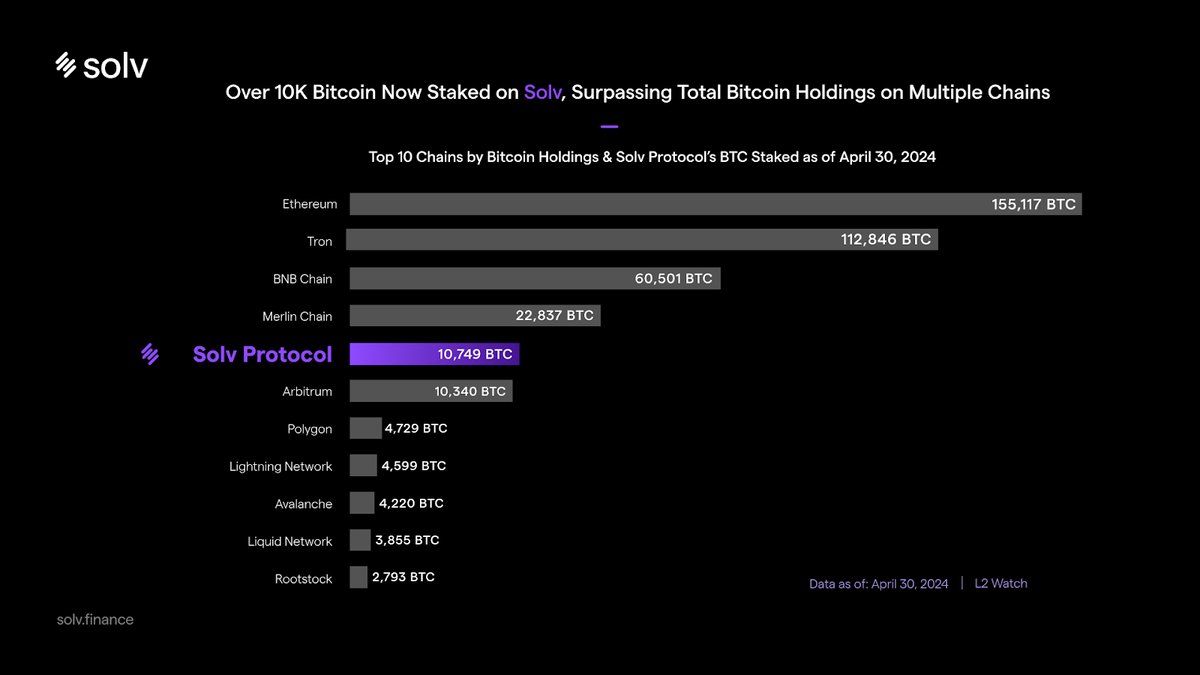 solv
Over 10K Bitcoin Now Staked on Solv, Surpassing Total Bitcoin Holdings on Multiple Chains
Top 10 Chains by Bitcoin Holdings & Solv Protocol's BTC Staked as of April 30, 2024
Ethereum 155,117 BTC
Tron 112,846 BTC
BNB Chain 60,501 BTC
Merlin Chain 22,837 BTC
Solv Protocol 10,749 BTC
Arbitrum 10,340 BTC
Polygon 4,729 BTC
Lightning Network 4,599 BTC
Avalanche 4,220 BTC
Liquid Network 3,855 BTC
Rootstock 2,793 BTC
Data as of: April 30, 2024 | L2 Watch
solv.finance